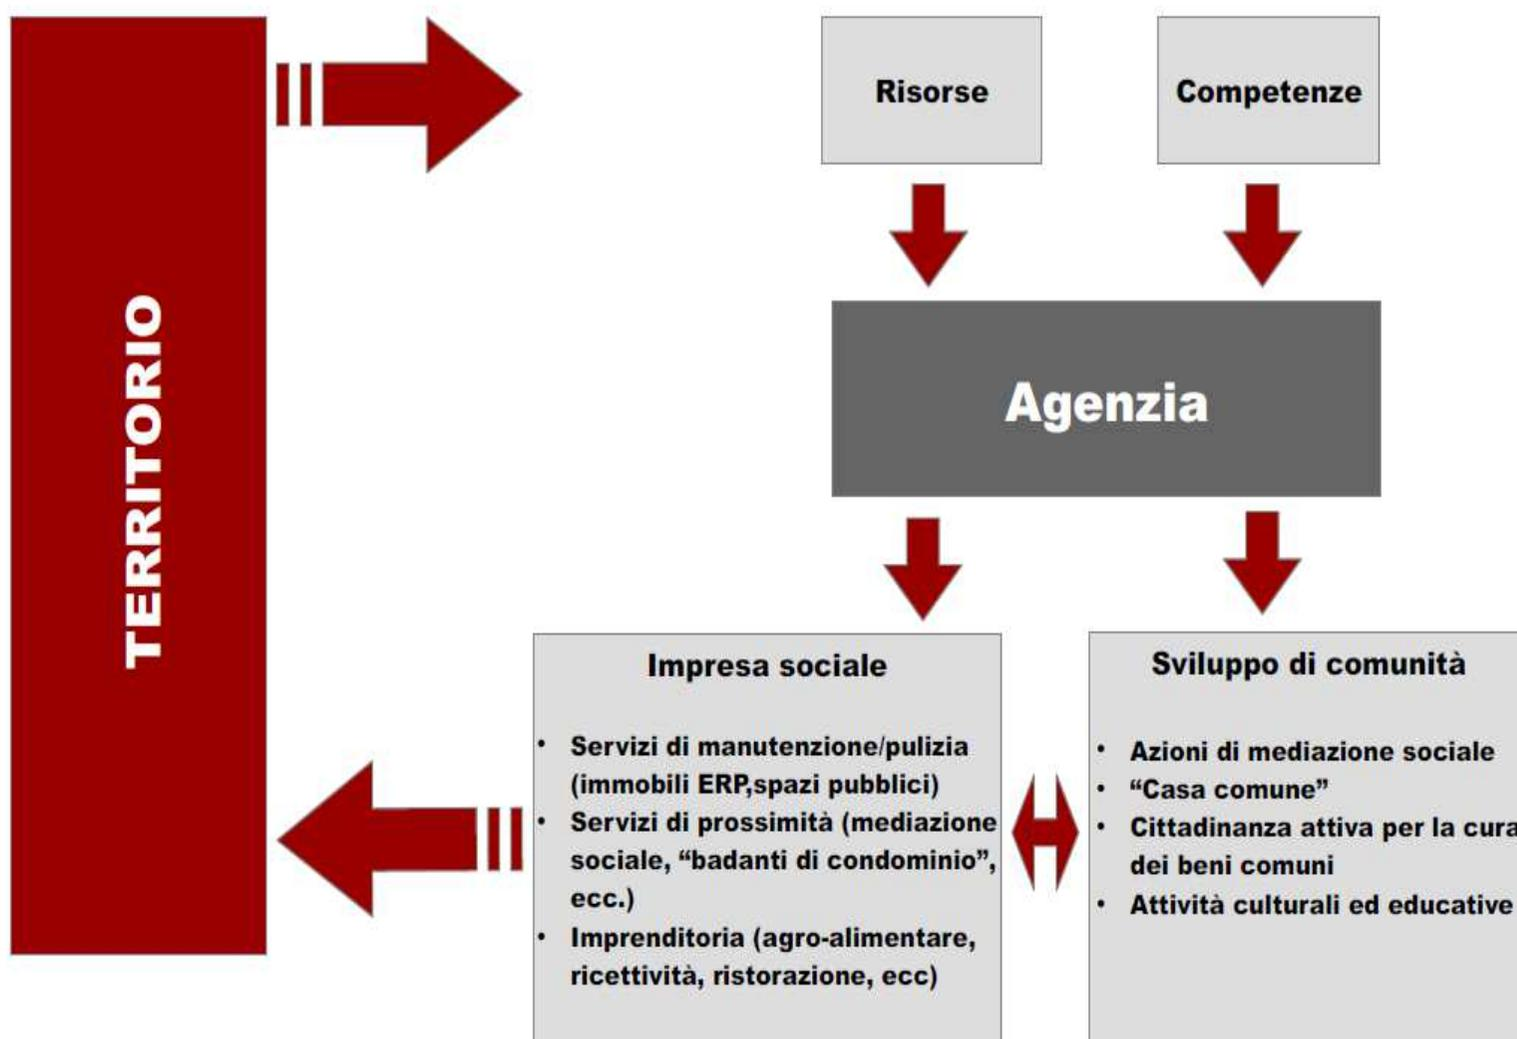 TERRITORIO
Risorse
Competenze
Agenzia
Impresa sociale
• Servizi di manutenzione/pulizia
(immobili ERP,spazi pubblici)
• Servizi di prossimità (mediazione
sociale, “badanti di condominio”,
ecc.)
• Imprenditoria (agro-alimentare,
ricettività, ristorazione, ecc)
Sviluppo di comunità
• Azioni di mediazione sociale
• “Casa comune”
• Cittadinanza attiva per la cura
dei beni comuni
• Attività culturali ed educative